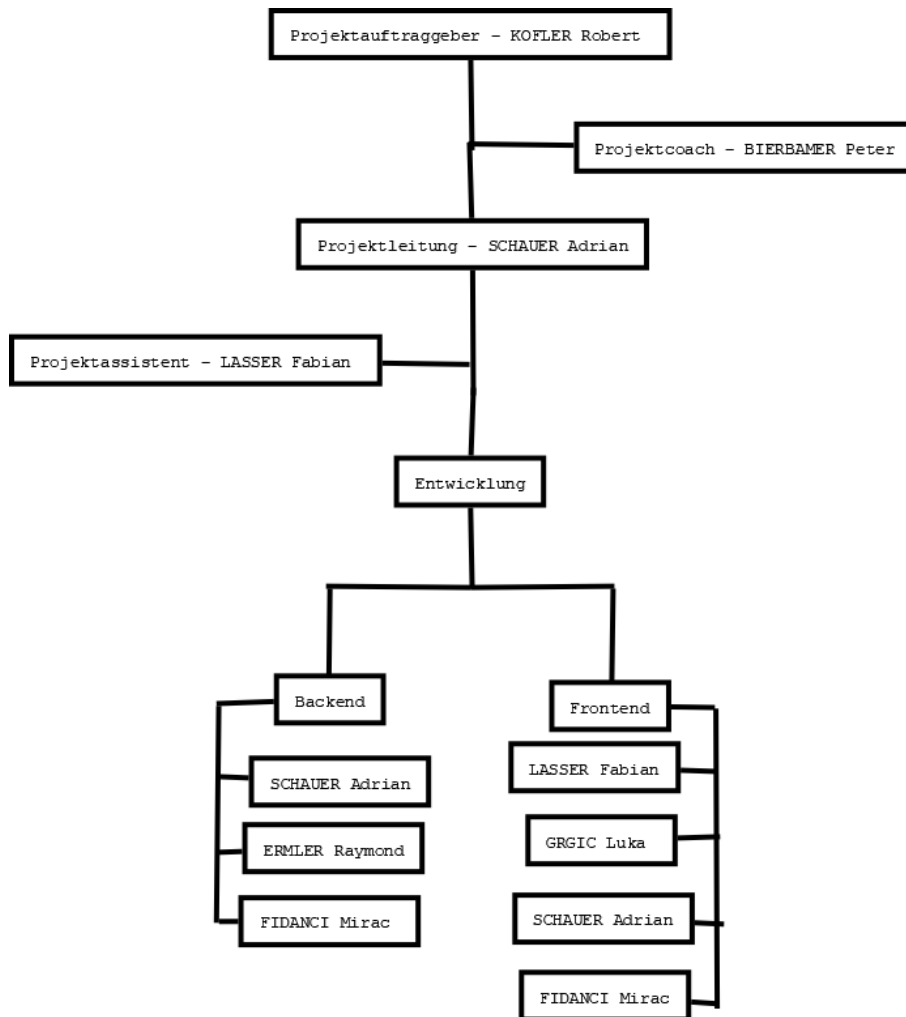 Projektauftraggeber – KOFLER Robert
Projektcoach – BIERBAMER Peter
Projektleitung – SCHAUER Adrian
Projektassistent – LASSER Fabian
Entwicklung
Backend
SCHAUER Adrian
ERMLER Raymond
FIDANCI Mirac
Frontend
LASSER Fabian
GRGIC Luka
SCHAUER Adrian
FIDANCI Mirac